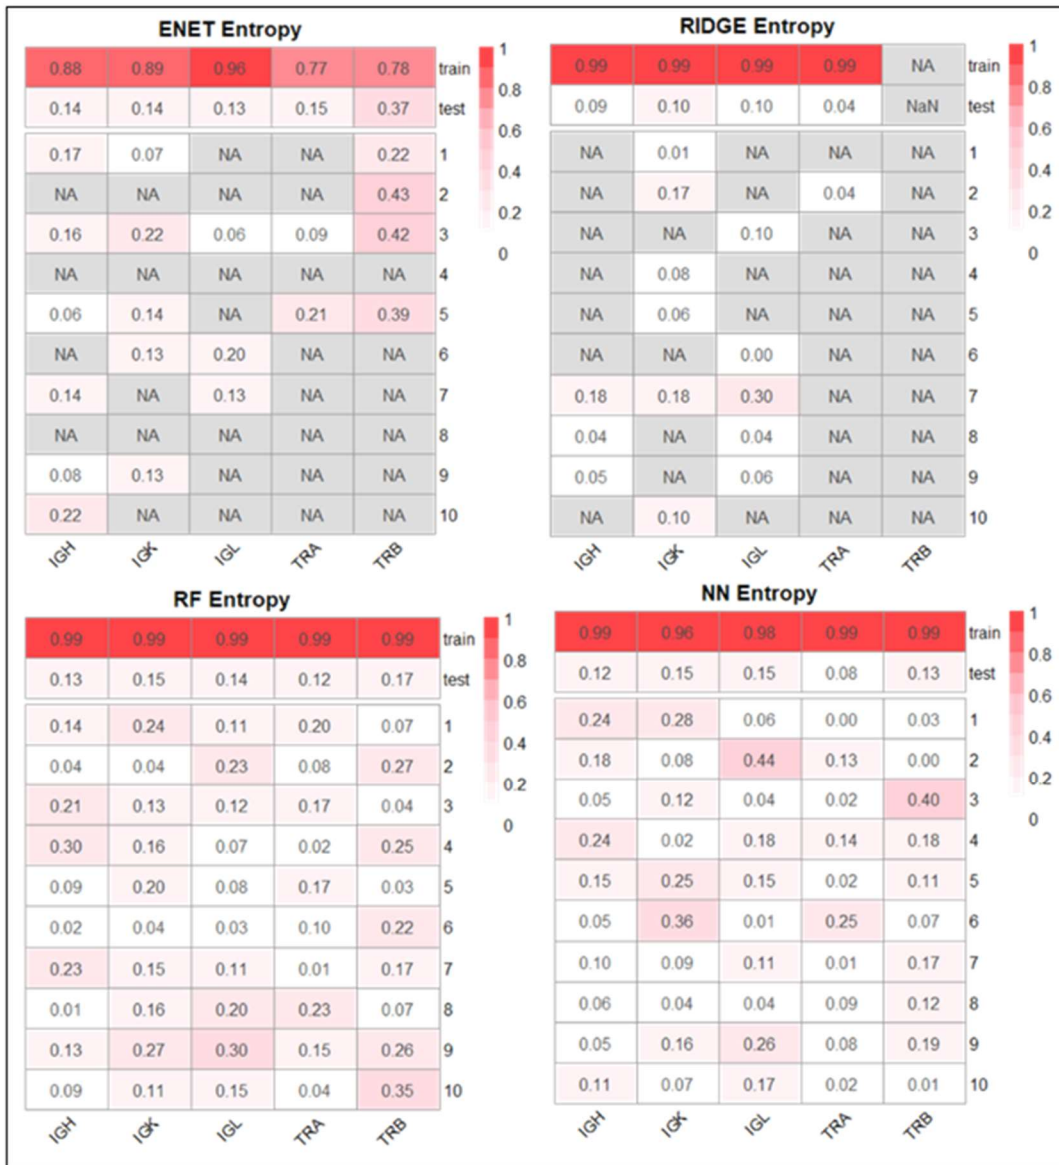 ENET Entropy
0.88 0.89 0.96 0.77 0.78 train
0.14 0.14 0.13 0.15 0.37 test
0.17 0.07 NA NA 0.22 1
NA NA NA NA 0.43 2
0.16 0.22 0.06 0.09 0.42 3
NA NA NA NA NA 4
0.06 0.14 NA 0.21 0.39 5
NA 0.13 0.20 NA NA 6
0.14 NA 0.13 NA NA 7
NA NA NA NA NA 8
0.08 0.13 NA NA NA 9
0.22 NA NA NA NA 10
IGH IGK IGL TRA TRB
1
0.8
0.6
0.4
0.2
0
RIDGE Entropy
0.99 0.99 0.99 0.99 NA train
0.09 0.10 0.10 0.04 NaN test
NA 0.01 NA NA NA 1
NA 0.17 NA 0.04 NA 2
NA NA 0.10 NA NA 3
NA 0.08 NA NA NA 4
NA 0.06 NA NA NA 5
NA NA 0.00 NA NA 6
0.18 0.18 0.30 NA NA 7
0.04 NA 0.04 NA NA 8
0.05 NA 0.06 NA NA 9
NA 0.10 NA NA NA 10
IGH IGK IGL TRA TRB
1
0.8
0.6
0.4
0.2
0
RF Entropy
0.99 0.99 0.99 0.99 0.99 train
0.13 0.15 0.14 0.12 0.17 test
0.14 0.24 0.11 0.20 0.07 1
0.04 0.04 0.23 0.08 0.27 2
0.21 0.13 0.12 0.17 0.04 3
0.30 0.16 0.07 0.02 0.25 4
0.09 0.20 0.08 0.17 0.03 5
0.02 0.04 0.03 0.10 0.22 6
0.23 0.15 0.11 0.01 0.17 7
0.01 0.16 0.20 0.23 0.07 8
0.13 0.27 0.30 0.15 0.26 9
0.09 0.11 0.15 0.04 0.35 10
IGH IGK IGL TRA TRB
1
0.8
0.6
0.4
0.2
0
NN Entropy
0.99 0.96 0.98 0.99 0.99 train
0.12 0.15 0.15 0.08 0.13 test
0.24 0.28 0.06 0.00 0.03 1
0.18 0.08 0.44 0.13 0.00 2
0.05 0.12 0.04 0.02 0.40 3
0.24 0.02 0.18 0.14 0.18 4
0.15 0.25 0.15 0.02 0.11 5
0.05 0.36 0.01 0.25 0.07 6
0.10 0.09 0.11 0.01 0.17 7
0.06 0.04 0.04 0.09 0.12 8
0.05 0.16 0.26 0.08 0.19 9
0.11 0.07 0.17 0.02 0.01 10
IGH IGK IGL TRA TRB
1
0.8
0.6
0.4
0.2
0